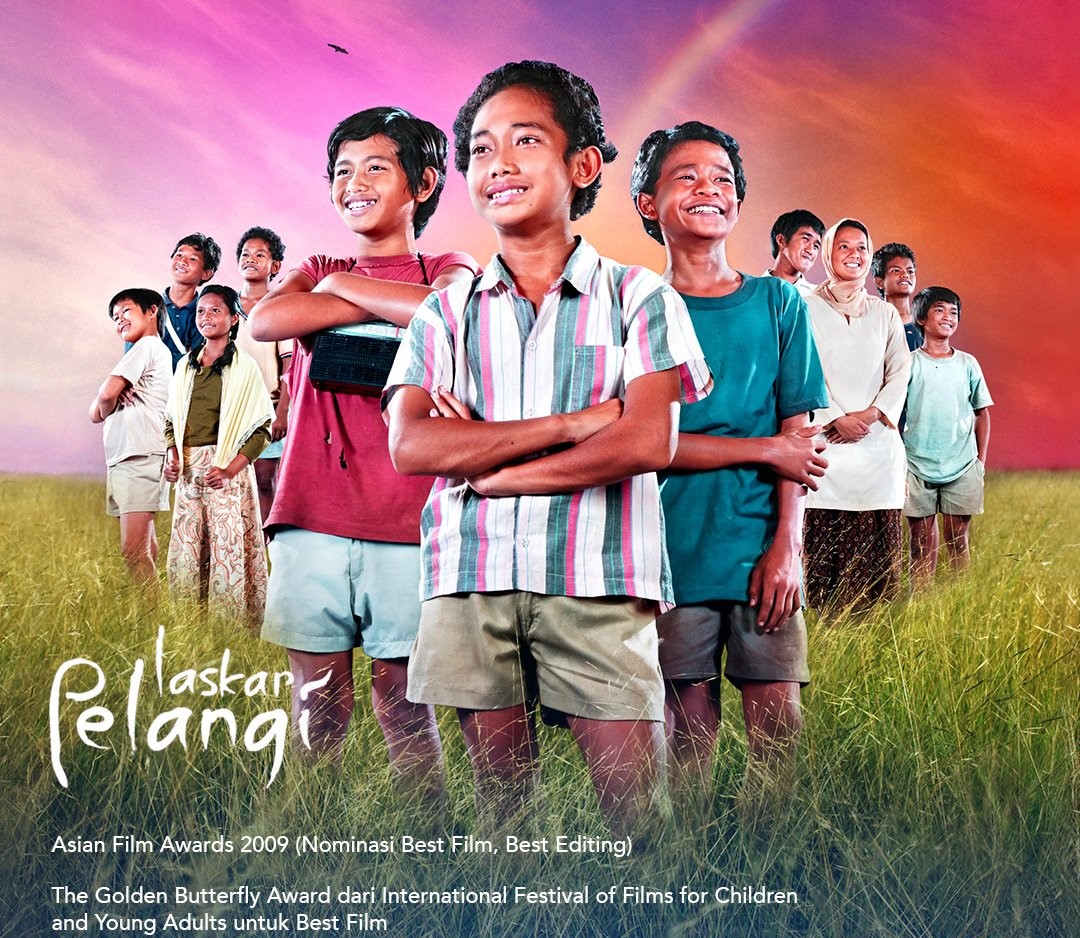 laskar
Pelangi
Asian Film Awards 2009 (Nominasi Best Film, Best Editing)
The Golden Butterfly Award dari International Festival of Films for Children
and Young Adults untuk Best Film